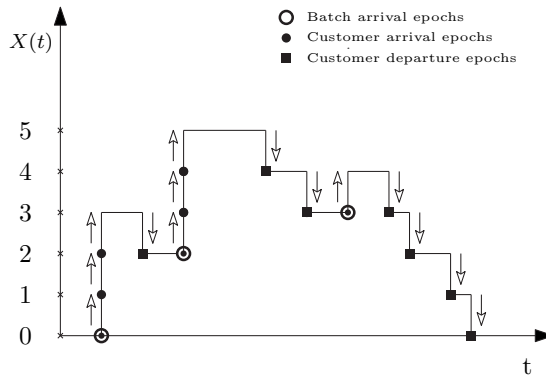 Batch arrival epochs
X(t)
Customer arrival epochs
Customer departure epochs
5
4
3
2
1
0
t